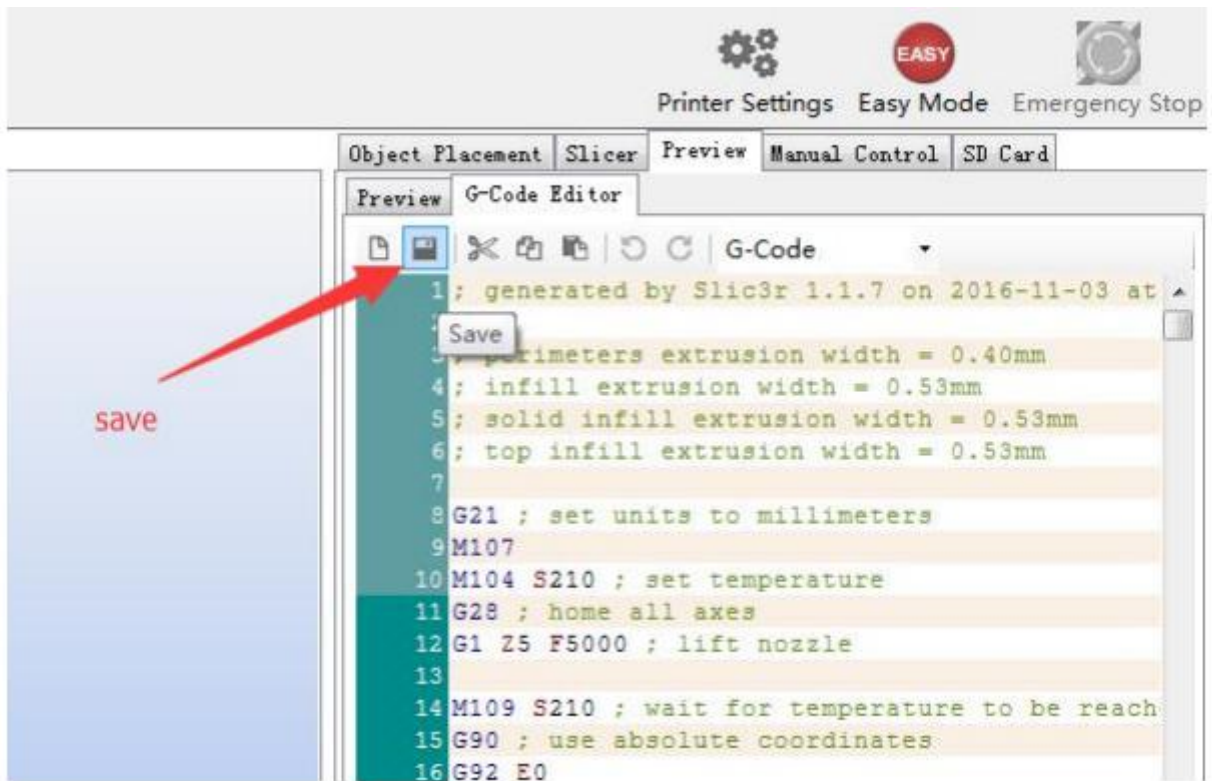 EASY
Printer Settings Easy Mode Emergency Stop
Object Placement Slicer Preview Manual Control SD Card
Preview G-Code Editor
G-Code
1 ; generated by Slic3r 1.1.7 on 2016-11-03 at
Save
3 perimeters extrusion width = 0.40mm
4 ; infill extrusion width = 0.53mm
save
5 ; solid infill extrusion width = 0.53mm
6 ; top infill extrusion width = 0.53mm
7
8 G21 ; set units to millimeters
9 M107
10 M104 S210 ; set temperature
11 G28 ; home all axes
12 G1 Z5 F5000 ; lift nozzle
13
14 M109 S210 ; wait for temperature to be reach
15 G90 ; use absolute coordinates
16 G92 E0